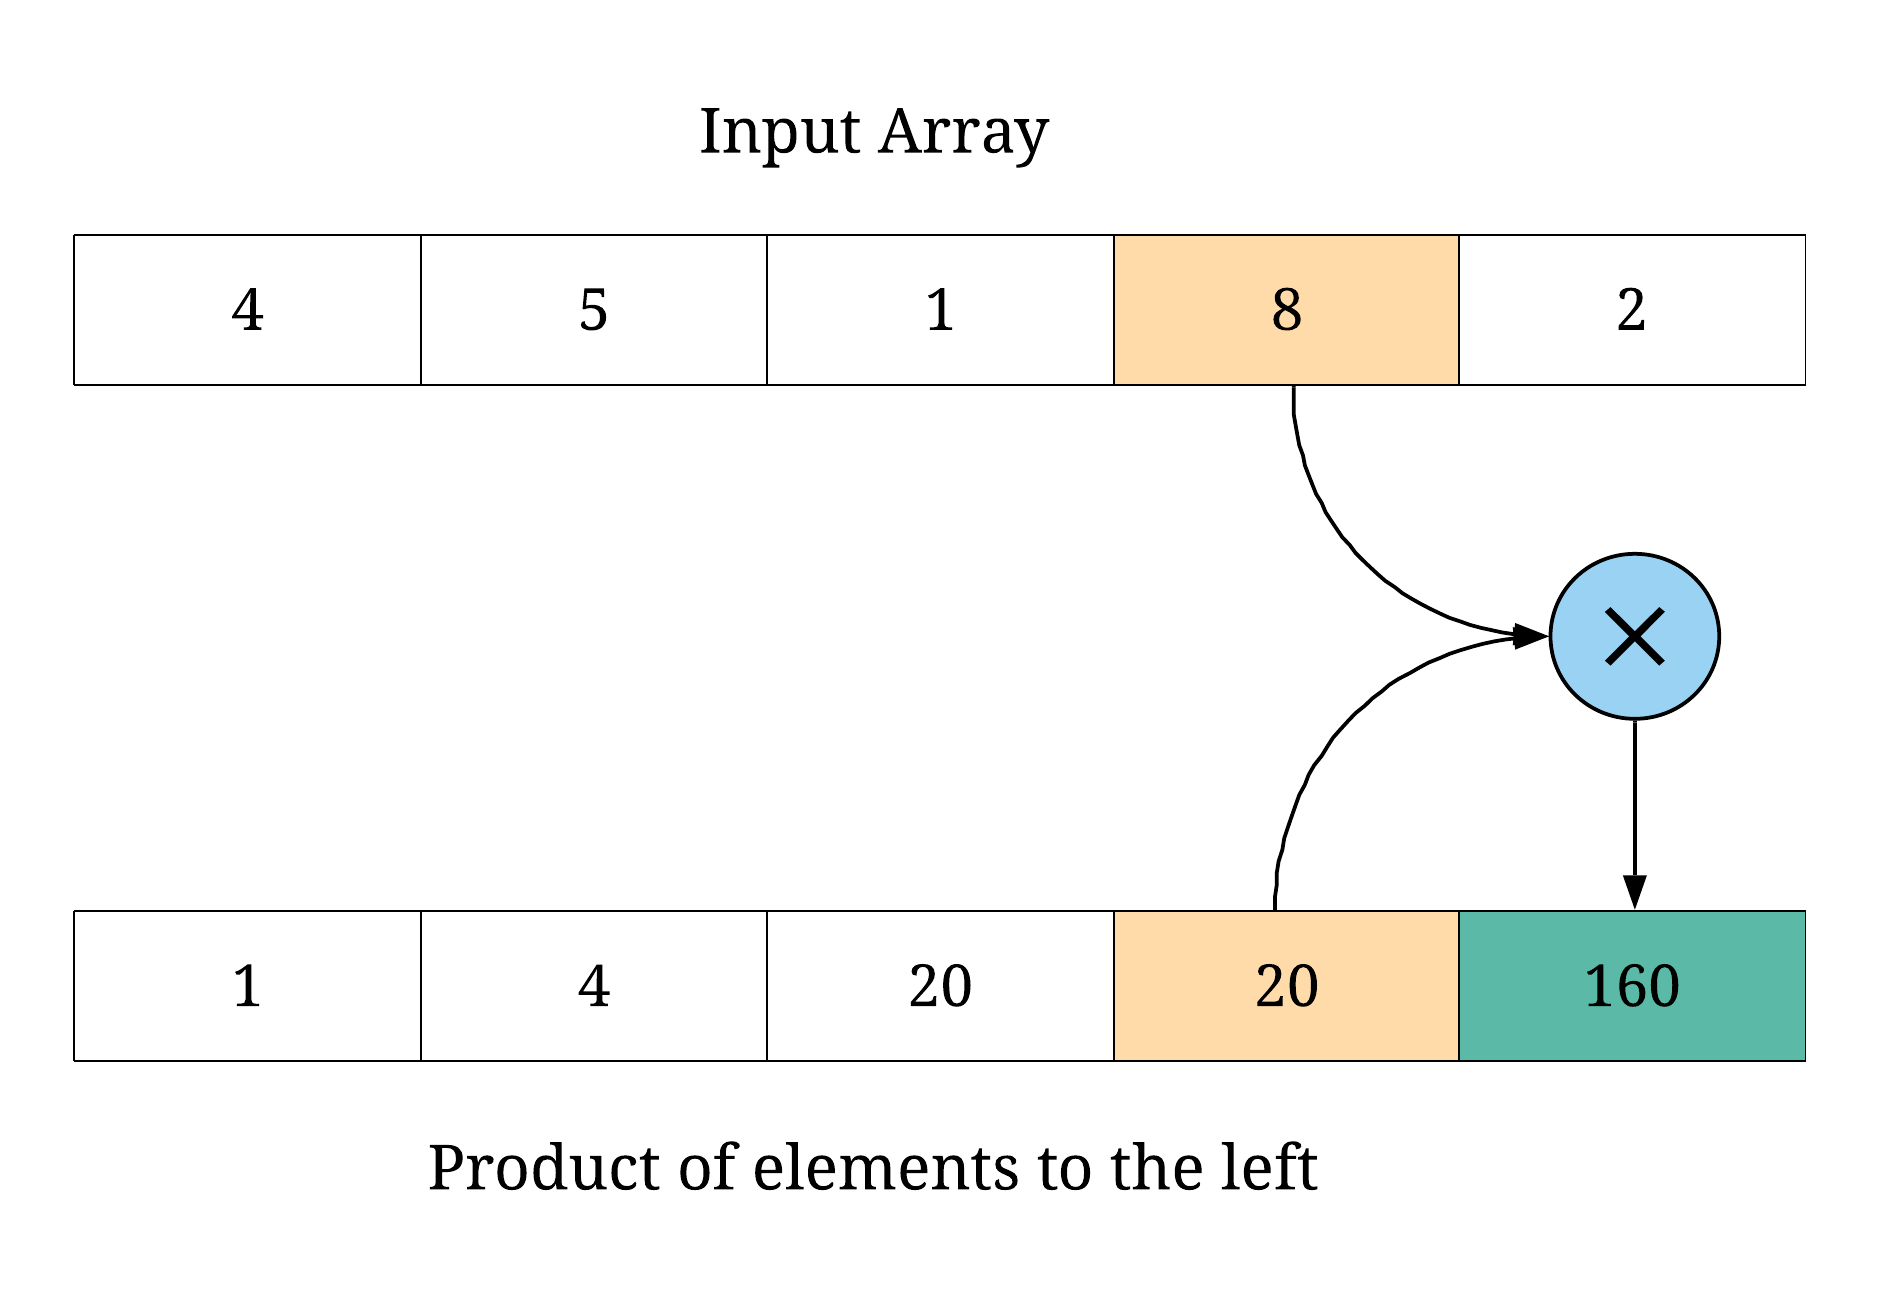 Input Array
4 5 1 8 2
×
1 4 20 20 160
Product of elements to the left